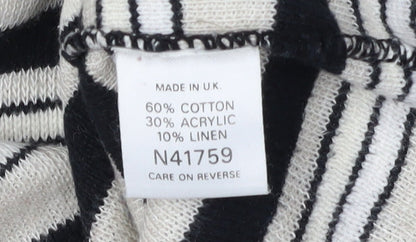 MADE IN U.K.
60% COTTON
30% ACRYLIC
10% LINEN
N41759
CARE ON REVERSE